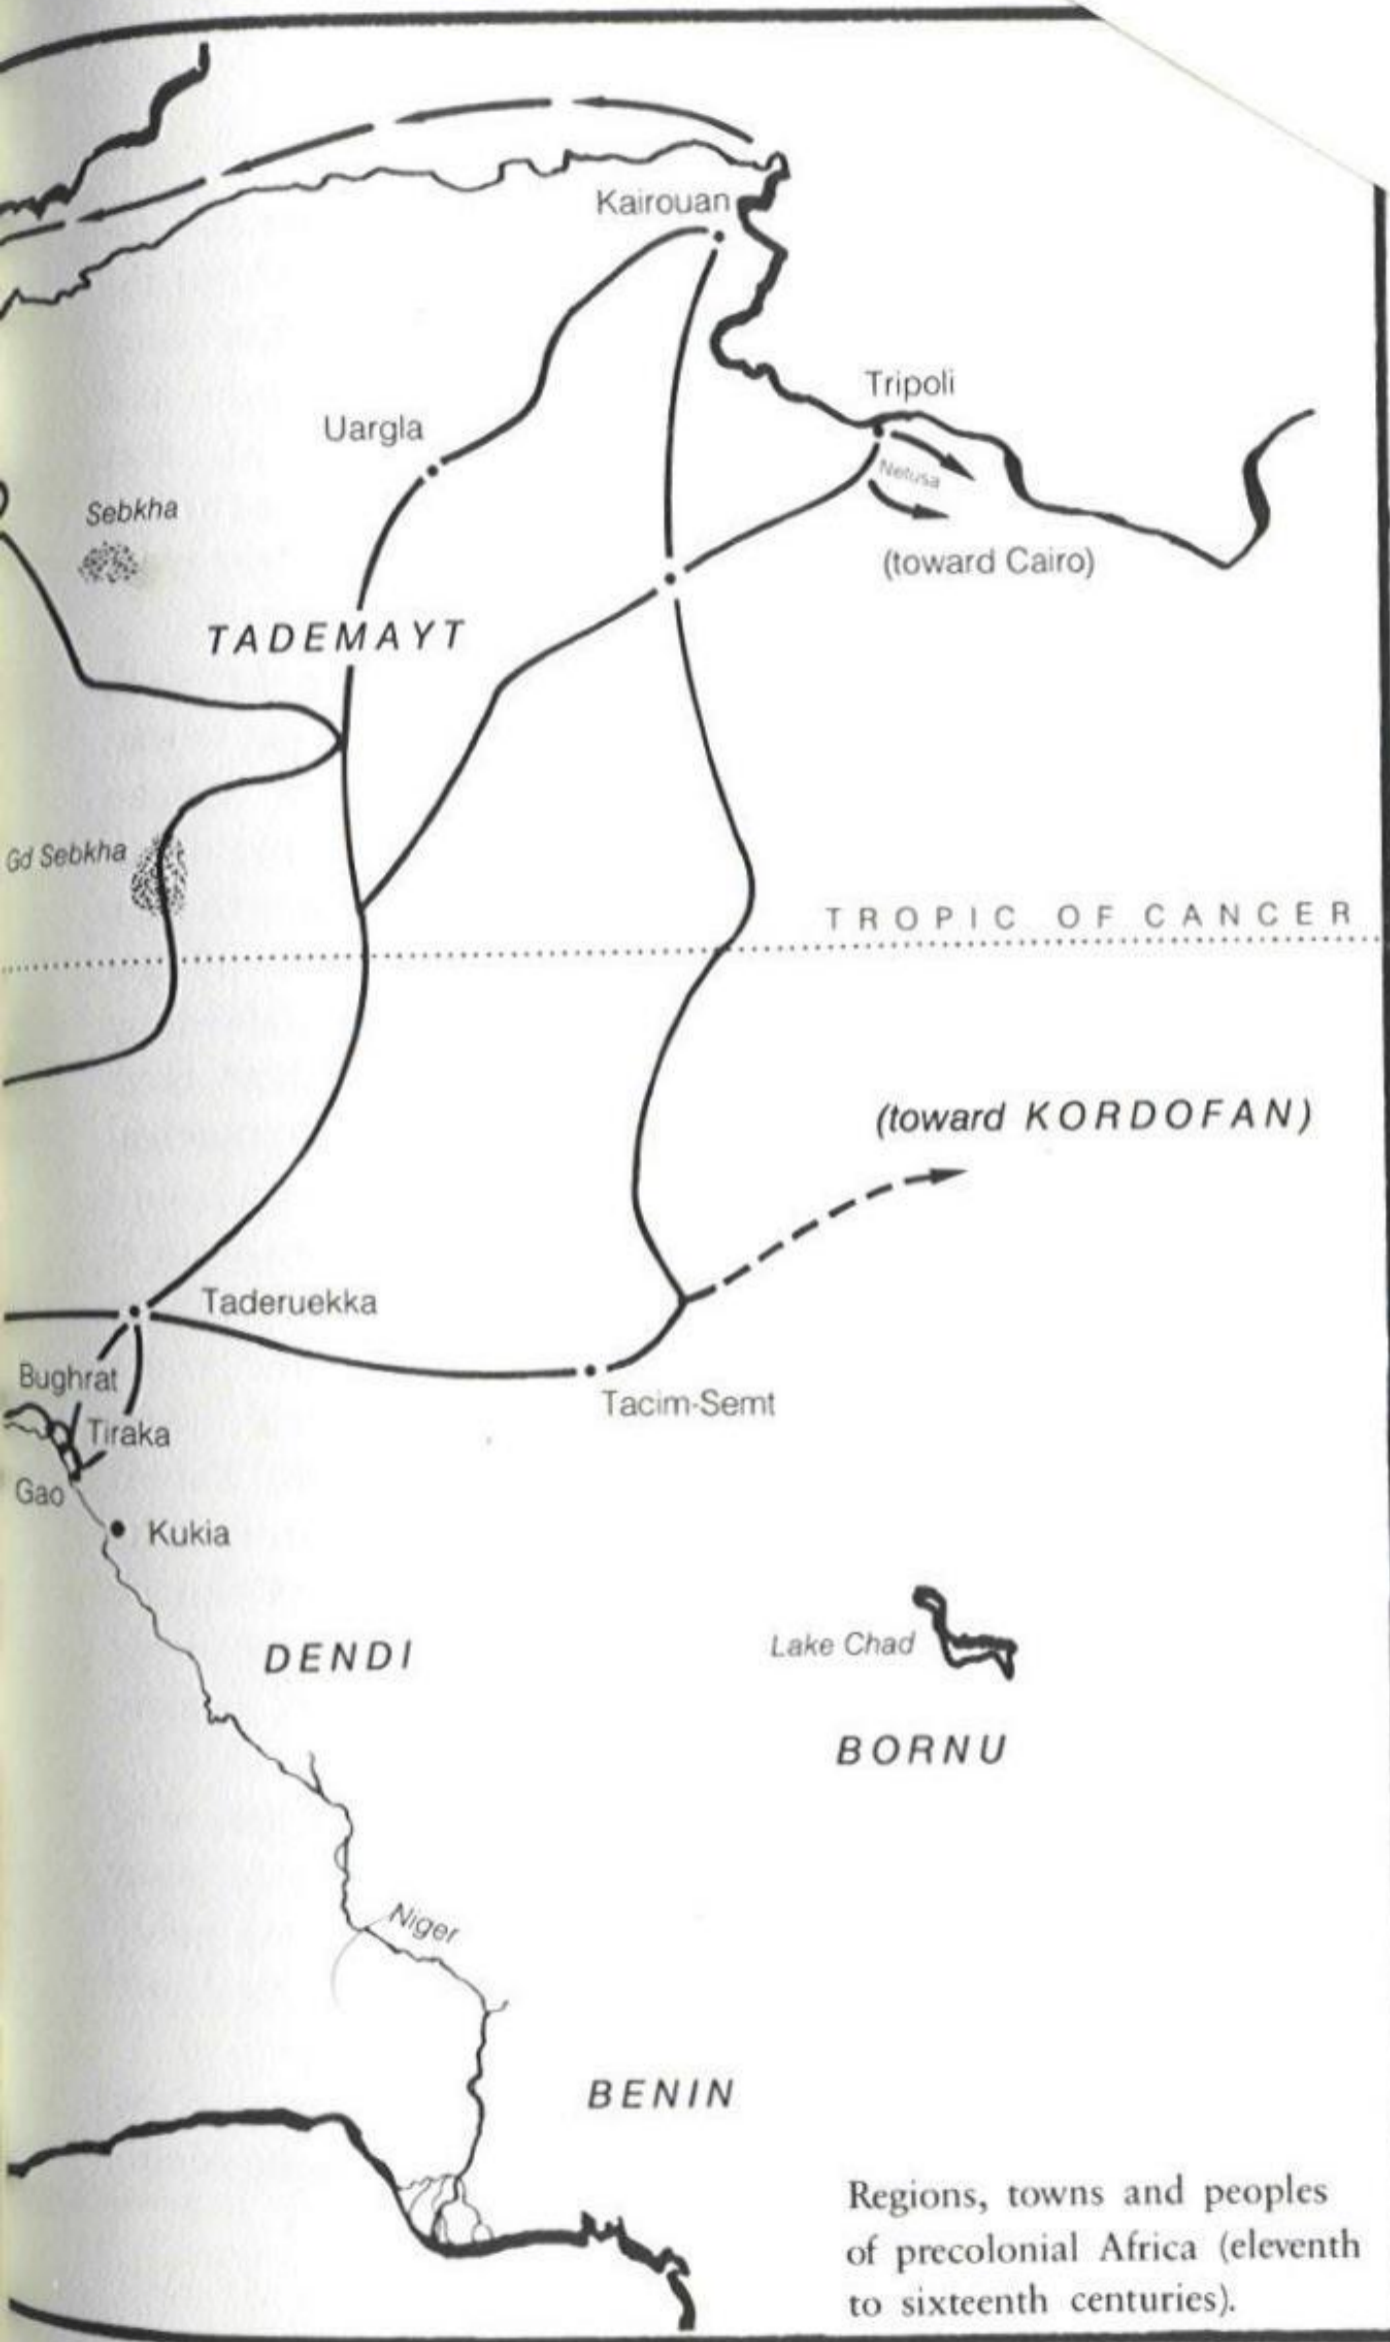 Kairouan
Tripoli
Uargla
Netusa
Sebkha
(toward Cairo)
TADEMAYT
Gd Sebkha
TROPIC OF CANCER
(toward KORDOFAN)
Taderuekka
Bughrat
Tacim-Semt
Tiraka
Gao
Kukia
DENDI
Lake Chad
BORNU
Niger
BENIN
Regions, towns and peoples
of precolonial Africa (eleventh
to sixteenth centuries).